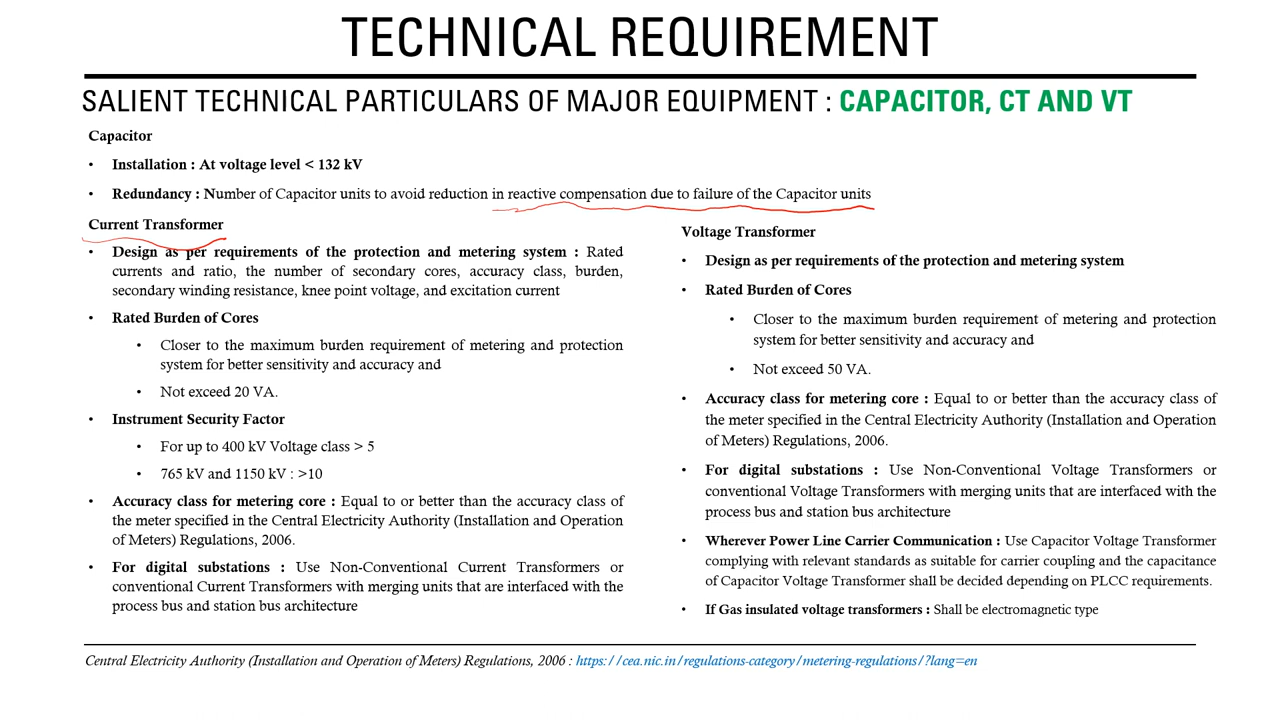 TECHNICAL REQUIREMENT
SALIENT TECHNICAL PARTICULARS OF MAJOR EQUIPMENT : CAPACITOR, CT AND VT
Capacitor
• Installation : At voltage level < 132 kV
• Redundancy : Number of Capacitor units to avoid reduction in reactive compensation due to failure of the Capacitor units
Current Transformer
• Design as per requirements of the protection and metering system : Rated
currents and ratio, the number of secondary cores, accuracy class, burden,
secondary winding resistance, knee point voltage, and excitation current
• Rated Burden of Cores
• Closer to the maximum burden requirement of metering and protection
system for better sensitivity and accuracy and
• Not exceed 20 VA.
• Instrument Security Factor
• For up to 400 kV Voltage class > 5
• 765 kV and 1150 kV : >10
• Accuracy class for metering core : Equal to or better than the accuracy class of
the meter specified in the Central Electricity Authority (Installation and Operation
of Meters) Regulations, 2006.
• For digital substations : Use Non-Conventional Current Transformers or
conventional Current Transformers with merging units that are interfaced with the
process bus and station bus architecture
Voltage Transformer
• Design as per requirements of the protection and metering system
• Rated Burden of Cores
• Closer to the maximum burden requirement of metering and protection
system for better sensitivity and accuracy and
• Not exceed 50 VA.
• Accuracy class for metering core : Equal to or better than the accuracy class of
the meter specified in the Central Electricity Authority (Installation and Operation
of Meters) Regulations, 2006.
• For digital substations : Use Non-Conventional Voltage Transformers or
conventional Voltage Transformers with merging units that are interfaced with the
process bus and station bus architecture
• Wherever Power Line Carrier Communication : Use Capacitor Voltage Transformer
complying with relevant standards as suitable for carrier coupling and the capacitance
of Capacitor Voltage Transformer shall be decided depending on PLCC requirements.
• If Gas insulated voltage transformers : Shall be electromagnetic type
Central Electricity Authority (Installation and Operation of Meters) Regulations, 2006 : https://cea.nic.in/regulations-category/metering-regulations/?lang=en